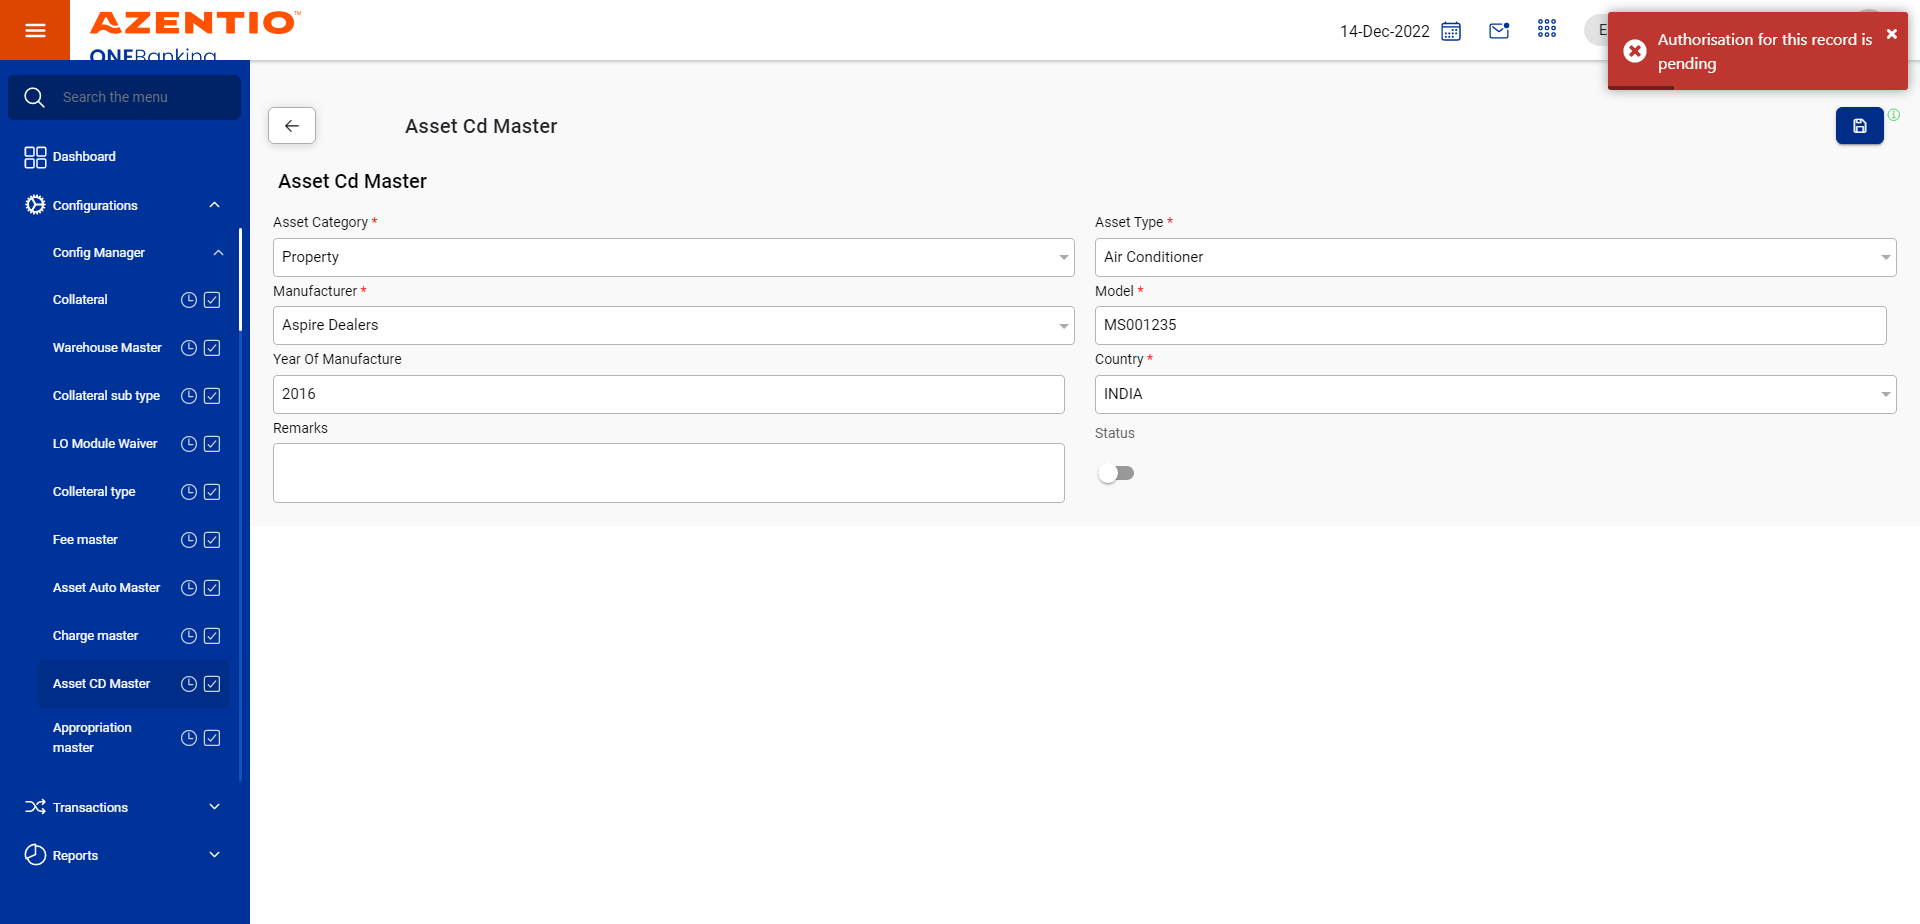 AZENTIO™
ONEBanking
14-Dec-2022
E
Authorisation for this record is
pending
Search the menu
Dashboard
Configurations
Config Manager
Collateral
Warehouse Master
Collateral sub type
LO Module Waiver
Colleteral type
Fee master
Asset Auto Master
Charge master
Asset CD Master
Appropriation
master
Transactions
Reports
Asset Cd Master
Asset Cd Master
Asset Category *
Asset Type *
Property
Air Conditioner
Manufacturer *
Model *
Aspire Dealers
MS001235
Year Of Manufacture
Country *
2016
INDIA
Remarks
Status